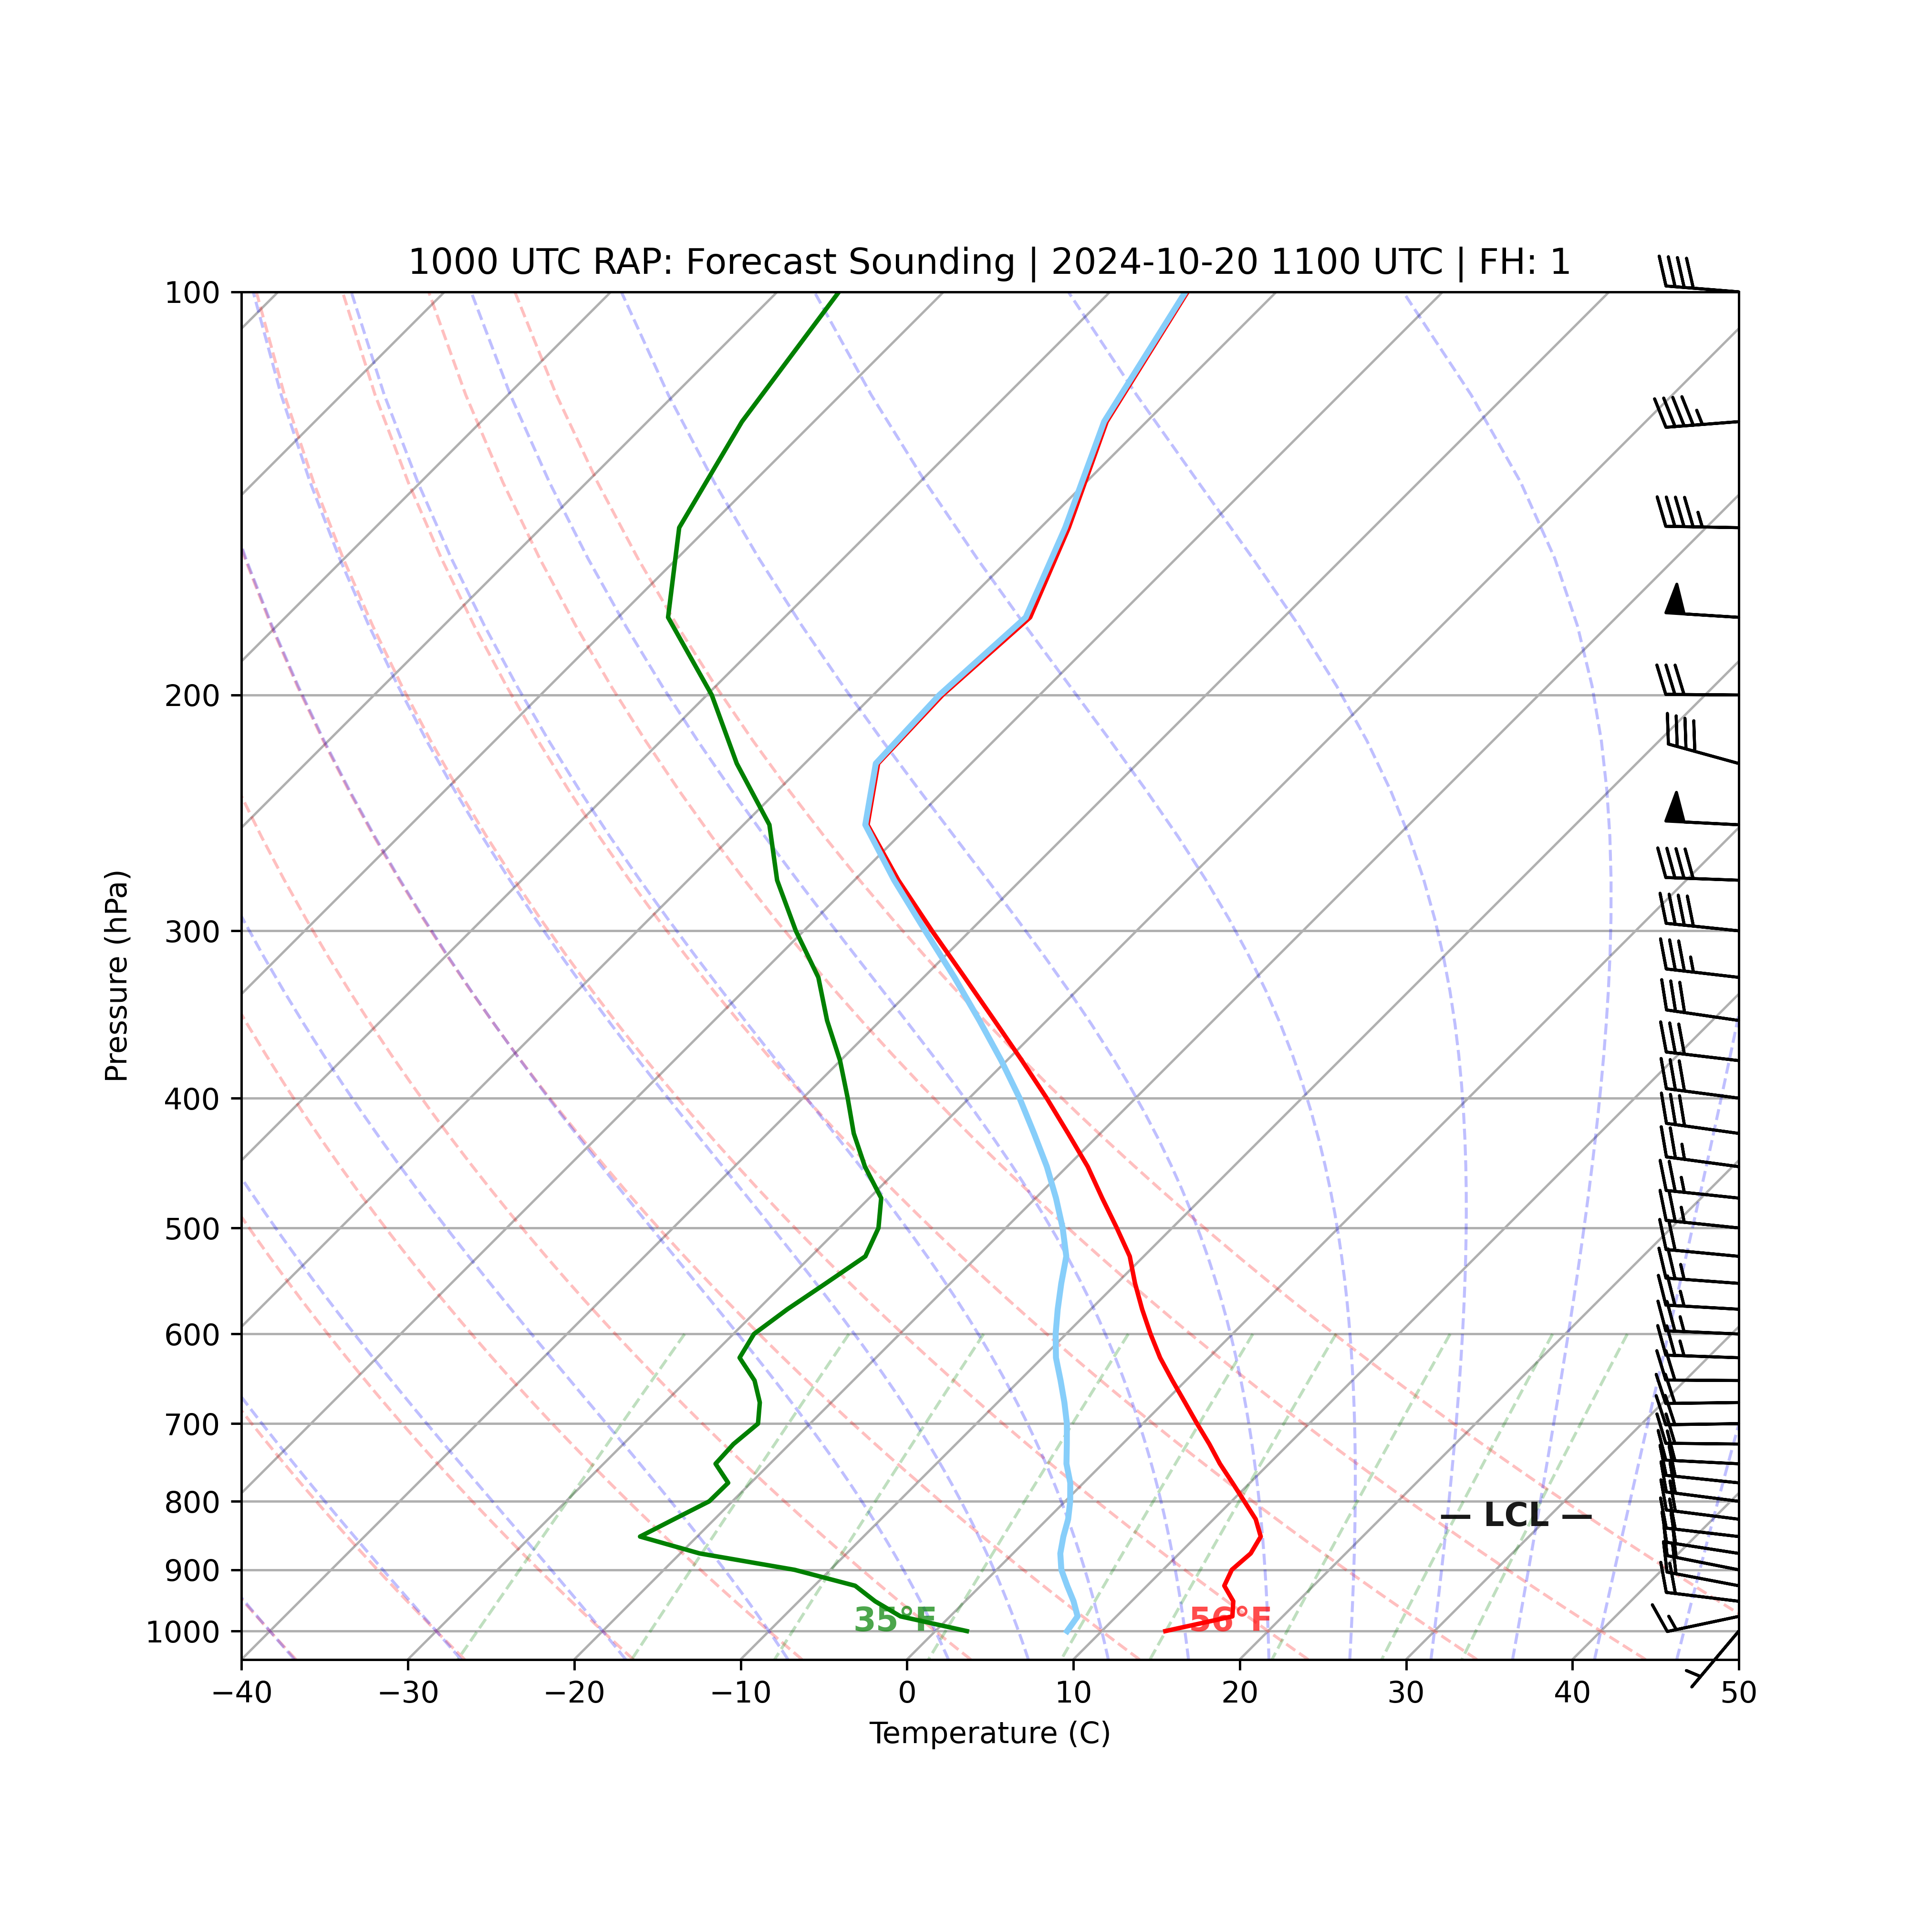 1000 UTC RAP: Forecast Sounding | 2024-10-20 1100 UTC | FH: 1
100
200
300
400
500
600
700
800
900
1000
Pressure (hPa)
— LCL —
35°F
56°F
−40 −30 −20 −10 0 10 20 30 40 50
Temperature (C)